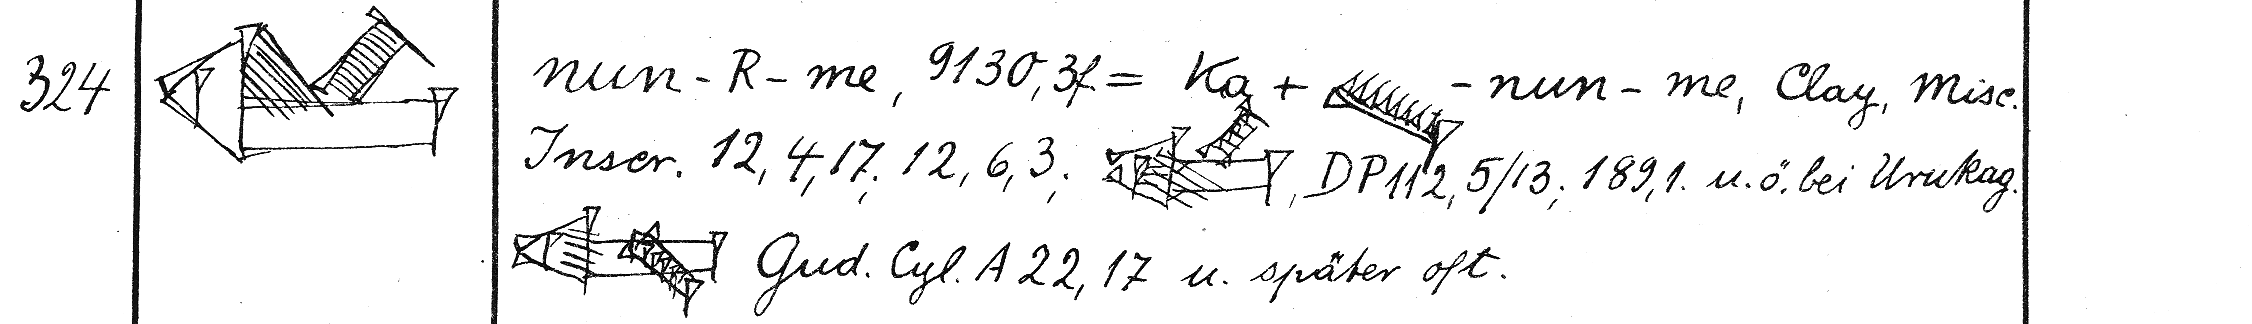 324 nun - R - me, 9130, 3f. = Ka + - nun - me, Clay, Misc.
Inscr. 12, 4, 17. 12, 6, 3; , DP 112, 5/13; 189, 1. u. ö. bei Urukag.
Gud. Cyl. A 22, 17 u. später oft.